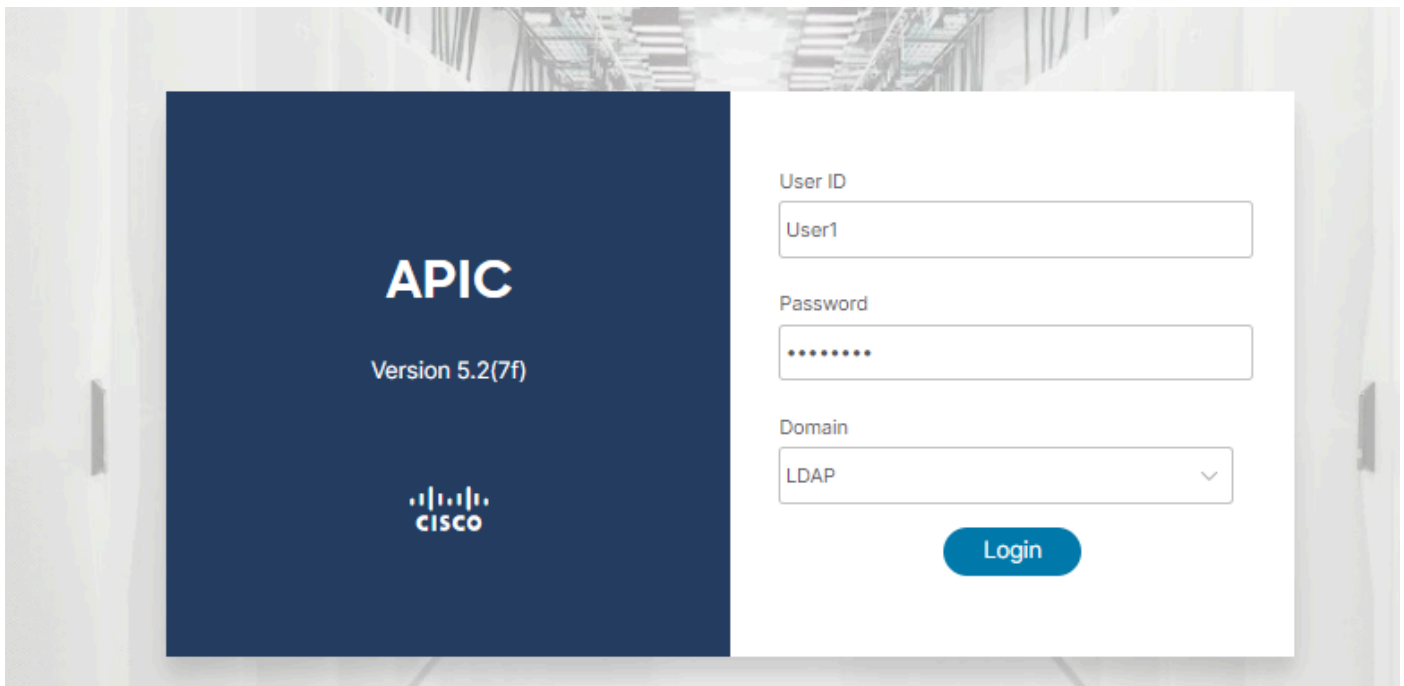 APIC
Version 5.2(7f)
CISCO
User ID
User1
Password
••••••••
Domain
LDAP
Login